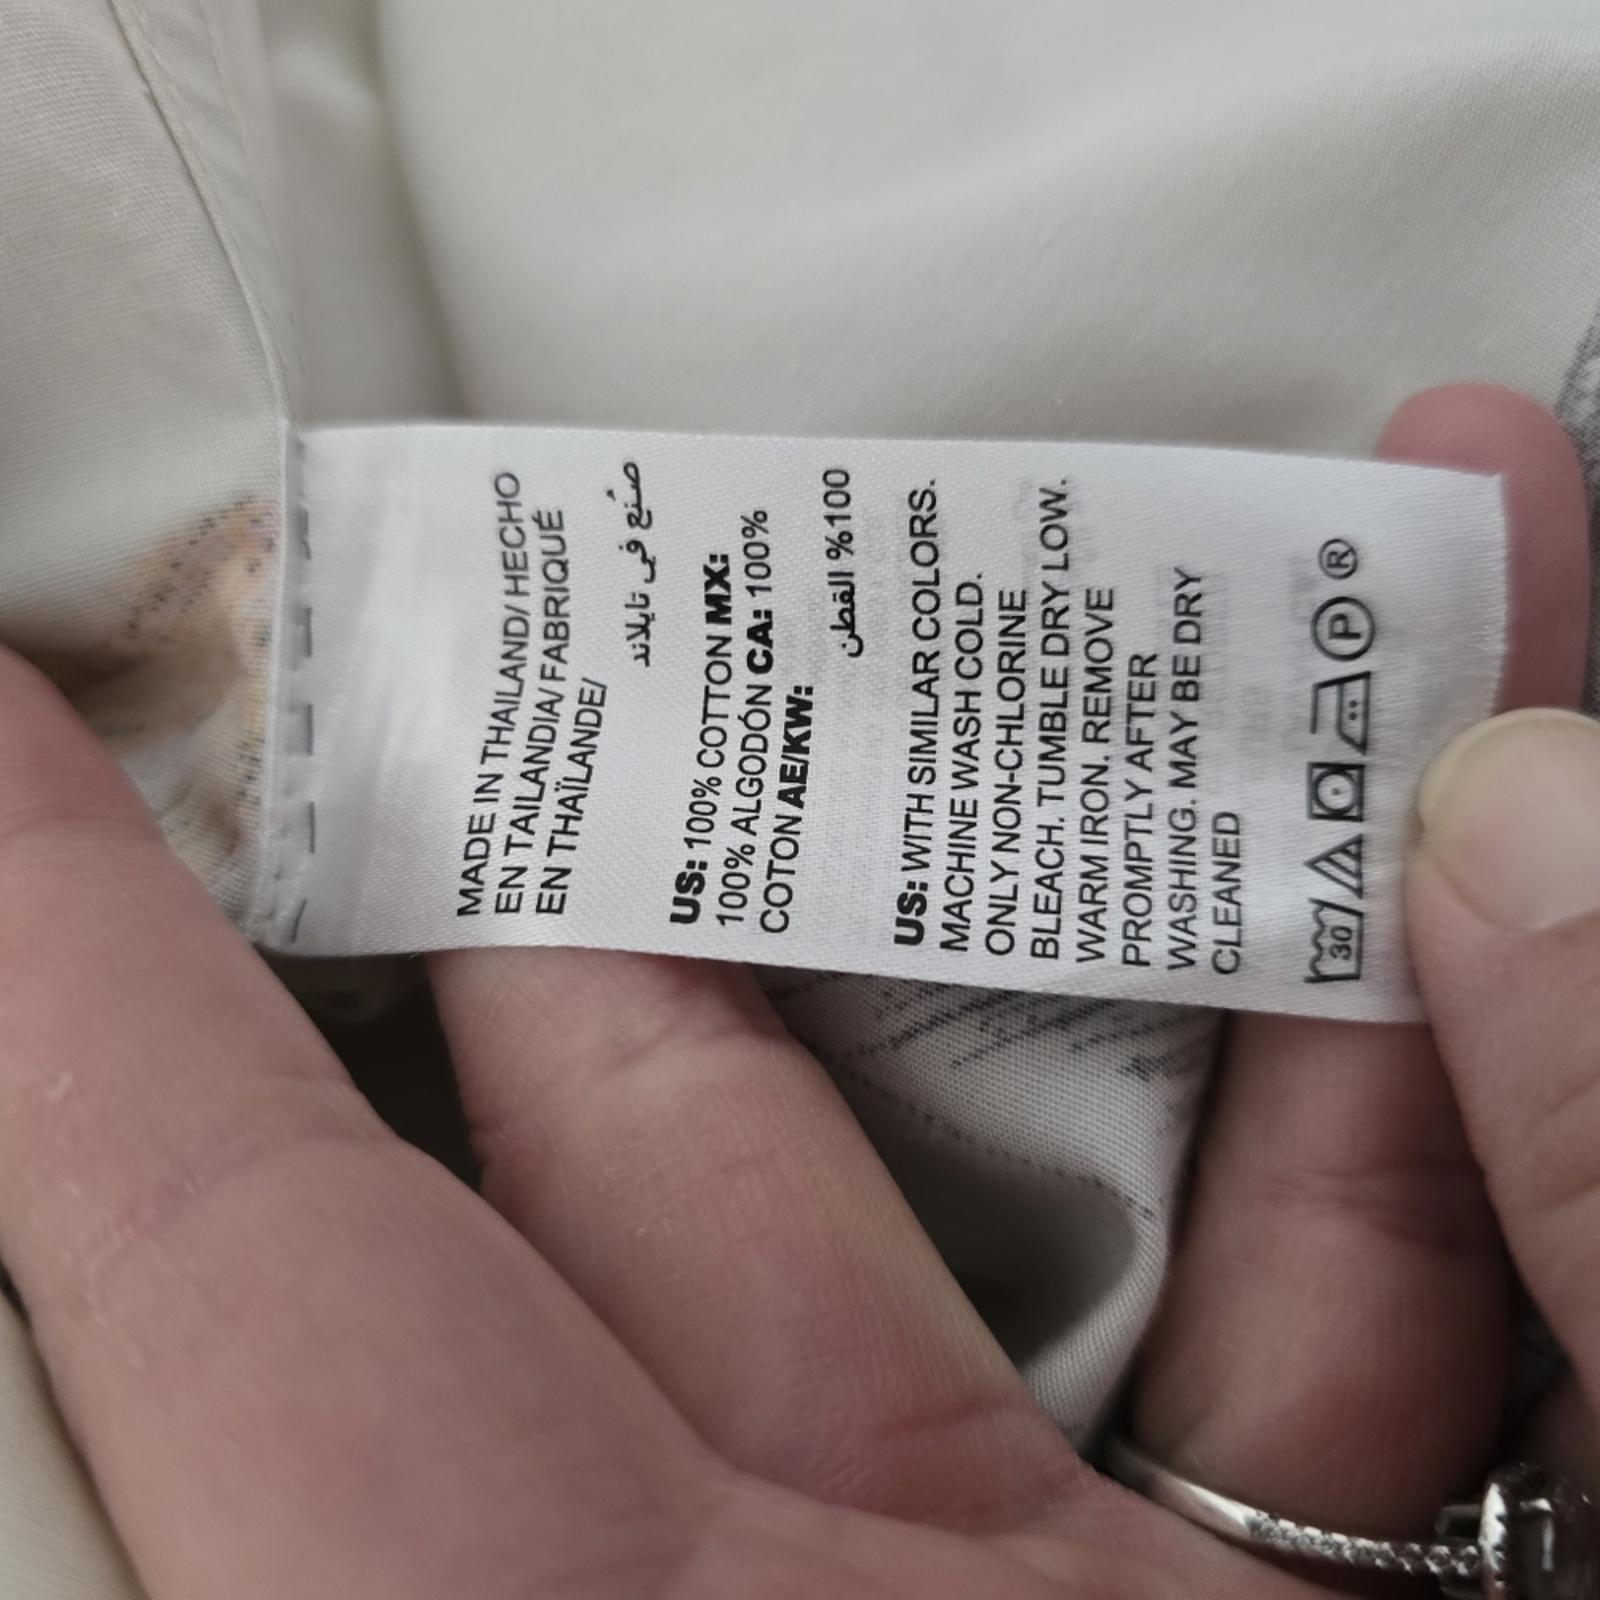 MADE IN THAILAND/ HECHO
EN TAILANDIA/ FABRIQUÉ
EN THAÏLANDE/
صنع في تايلاند
US: 100% COTTON MX:
100% ALGODÓN CA: 100%
COTON AE/KW:
100% القطن
US: WITH SIMILAR COLORS.
MACHINE WASH COLD.
ONLY NON-CHLORINE
BLEACH. TUMBLE DRY LOW.
WARM IRON. REMOVE
PROMPTLY AFTER
WASHING. MAY BE DRY
CLEANED
30 P ®